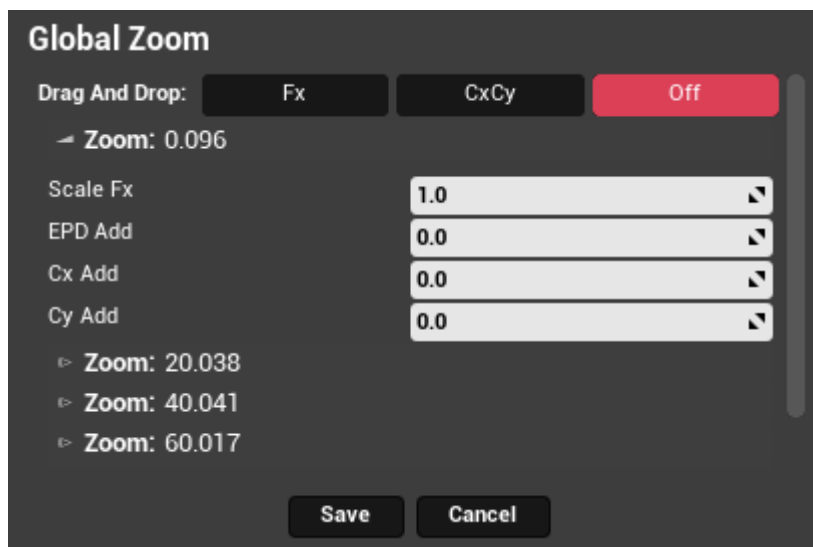 Global Zoom
Drag And Drop: Fx CxCy Off
Zoom: 0.096
Scale Fx 1.0
EPD Add 0.0
Cx Add 0.0
Cy Add 0.0
Zoom: 20.038
Zoom: 40.041
Zoom: 60.017
Save Cancel